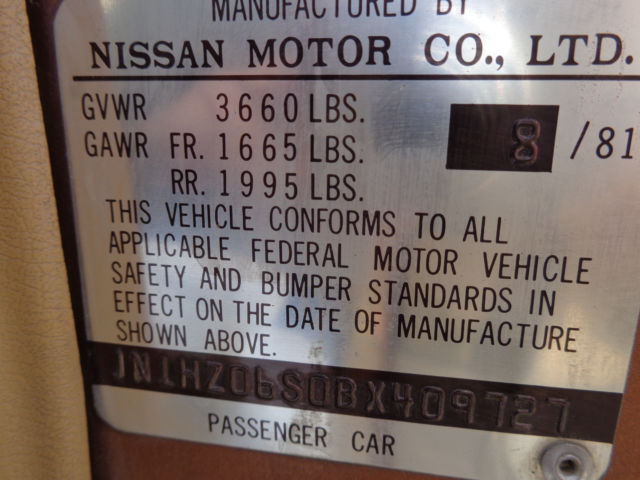 MANUFACTURED BY
NISSAN MOTOR CO., LTD.
GVWR 3660 LBS.
GAWR FR. 1665 LBS. 8 /81
RR. 1995 LBS.
THIS VEHICLE CONFORMS TO ALL
APPLICABLE FEDERAL MOTOR VEHICLE
SAFETY AND BUMPER STANDARDS IN
EFFECT ON THE DATE OF MANUFACTURE
SHOWN ABOVE.
JN1HZ06S0BX409727
PASSENGER CAR